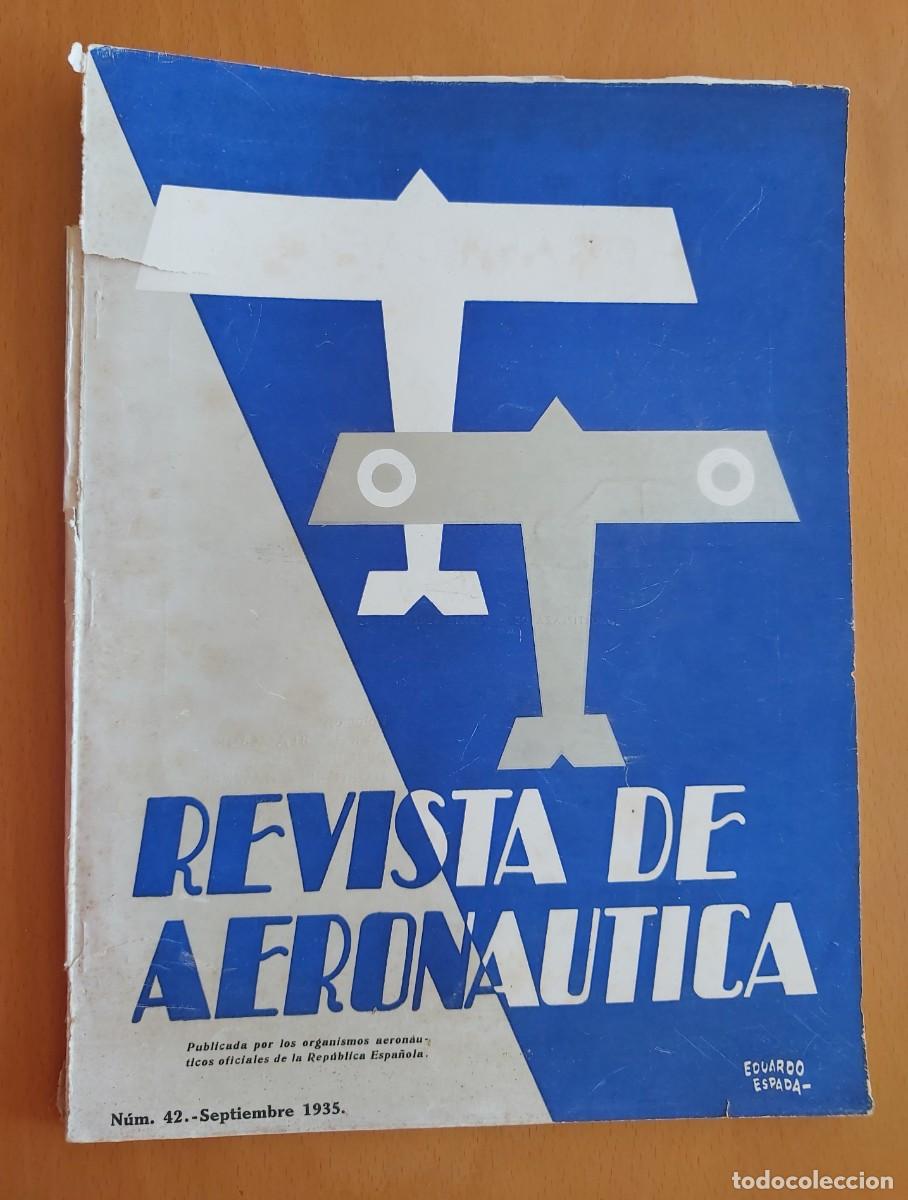 REVISTA DE
AERONAUTICA
Publicada por los organismos aeronáu-
ticos oficiales de la República Española.
EDUARDO
ESPADA-
Núm. 42.-Septiembre 1935.
todocoleccion